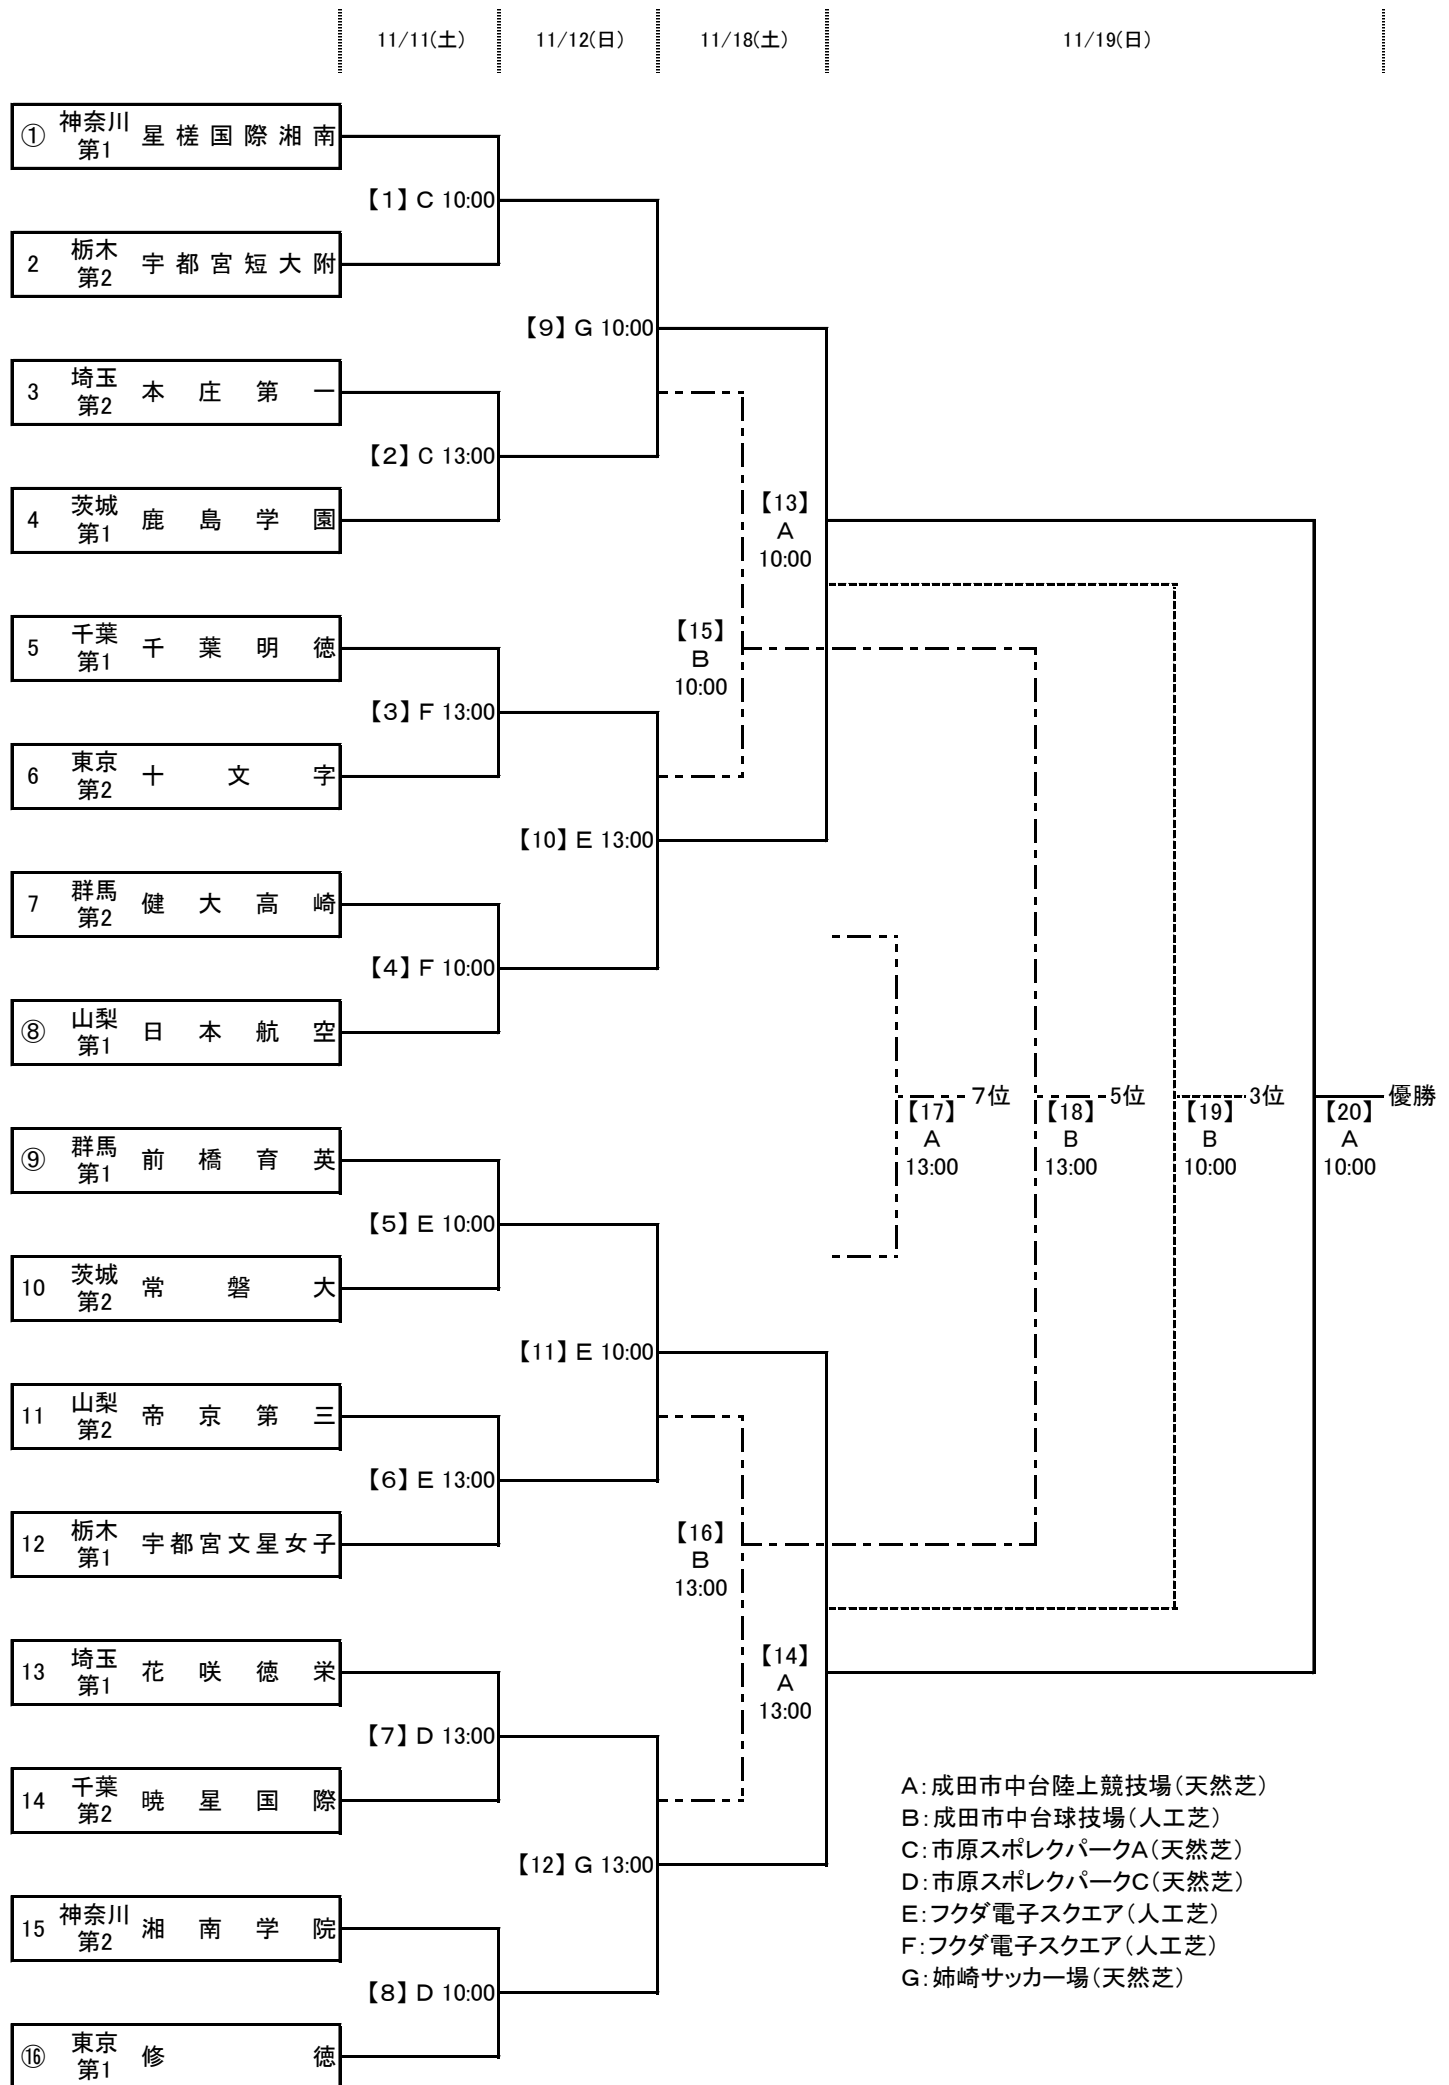 11/11(土) 11/12(日) 11/18(土) 11/19(日)
① 神奈川 第1 星槎国際湘南
【1】 C 10:00
2 栃木 第2 宇都宮短大附
【9】 G 10:00
3 埼玉 第2 本庄第一
【2】 C 13:00
4 茨城 第1 鹿島学園
【13】
A
10:00
5 千葉 第1 千葉明徳
【15】
B
10:00
【3】 F 13:00
6 東京 第2 十文字
【10】 E 13:00
7 群馬 第2 健大高崎
【4】 F 10:00
⑧ 山梨 第1 日本航空
7位 5位 3位 優勝
【17】
A
13:00
【18】
B
13:00
【19】
B
10:00
【20】
A
10:00
⑨ 群馬 第1 前橋育英
【5】 E 10:00
10 茨城 第2 常磐大
【11】 E 10:00
11 山梨 第2 帝京第三
【6】 E 13:00
12 栃木 第1 宇都宮文星女子
【16】
B
13:00
13 埼玉 第1 花咲徳栄
【14】
A
13:00
【7】 D 13:00
14 千葉 第2 暁星国際
【12】 G 13:00
15 神奈川 第2 湘南学院
【8】 D 10:00
⑯ 東京 第1 修徳
A:成田市中台陸上競技場(天然芝)
B:成田市中台球技場(人工芝)
C:市原スポレクパークA(天然芝)
D:市原スポレクパークC(天然芝)
E:フクダ電子スクエア(人工芝)
F:フクダ電子スクエア(人工芝)
G:姉崎サッカー場(天然芝)